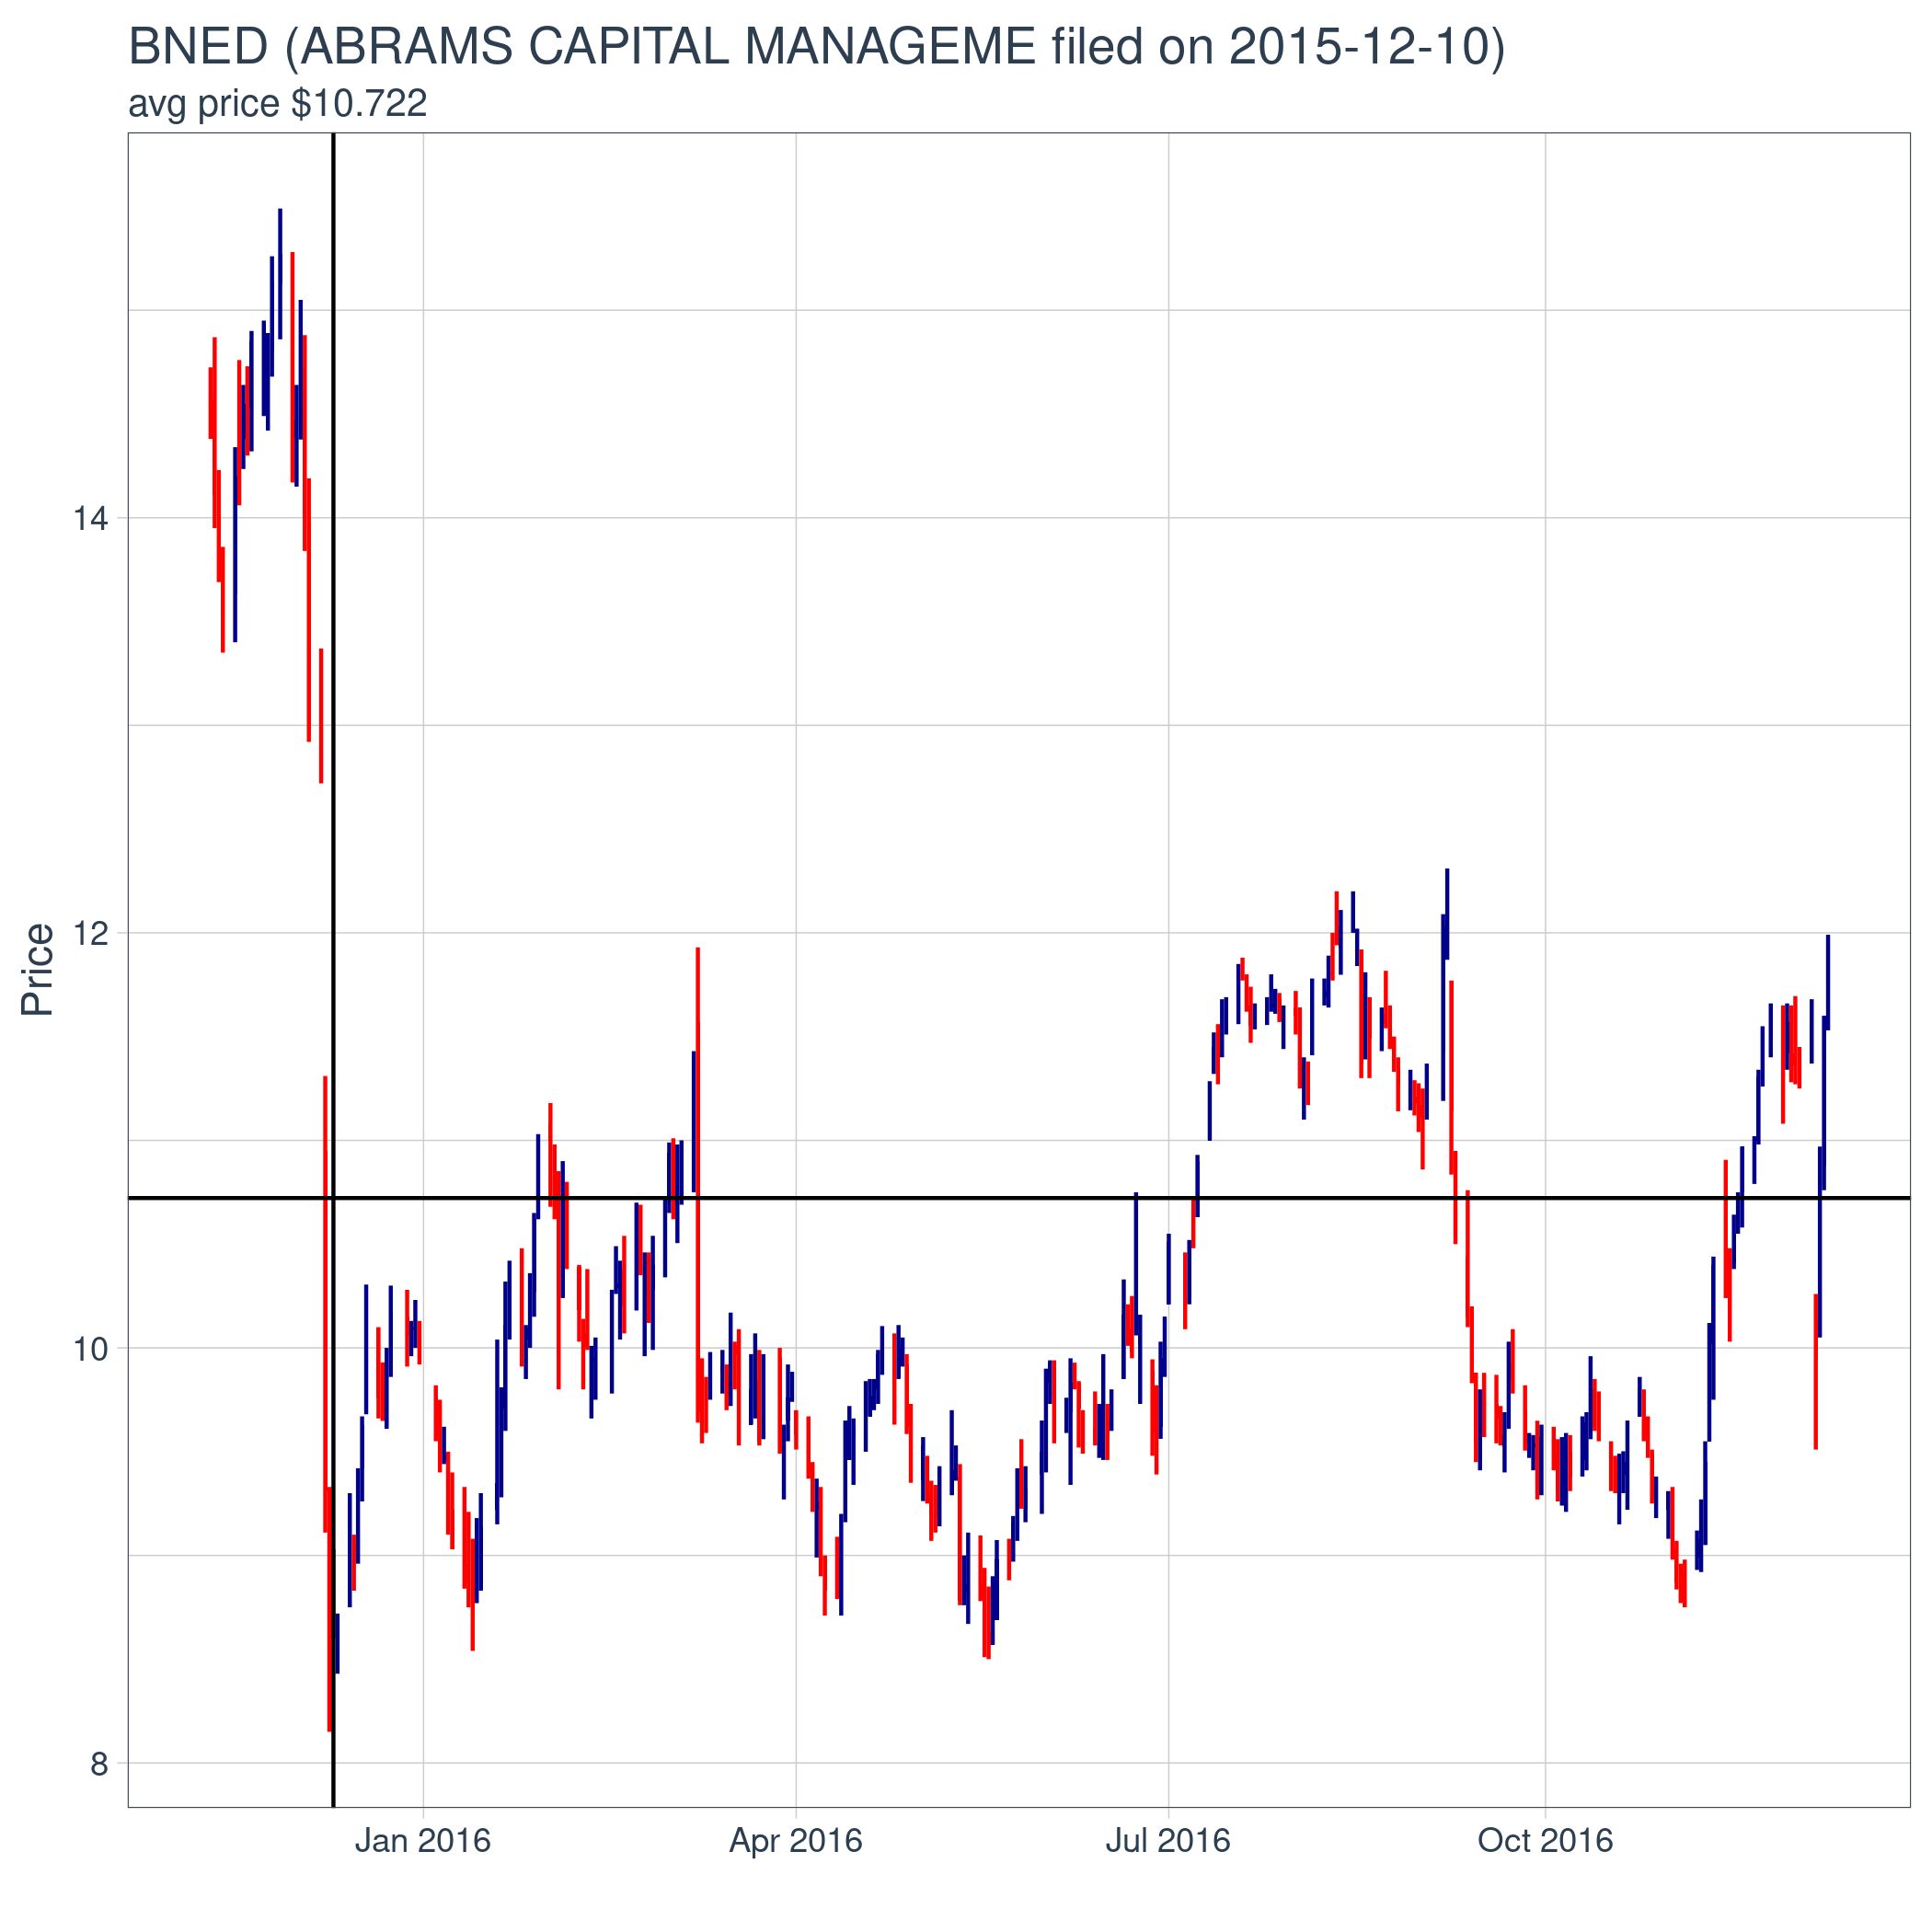 BNED (ABRAMS CAPITAL MANAGEME filed on 2015-12-10)
avg price $10.722
14
12
10
8
Price
Jan 2016
Apr 2016
Jul 2016
Oct 2016